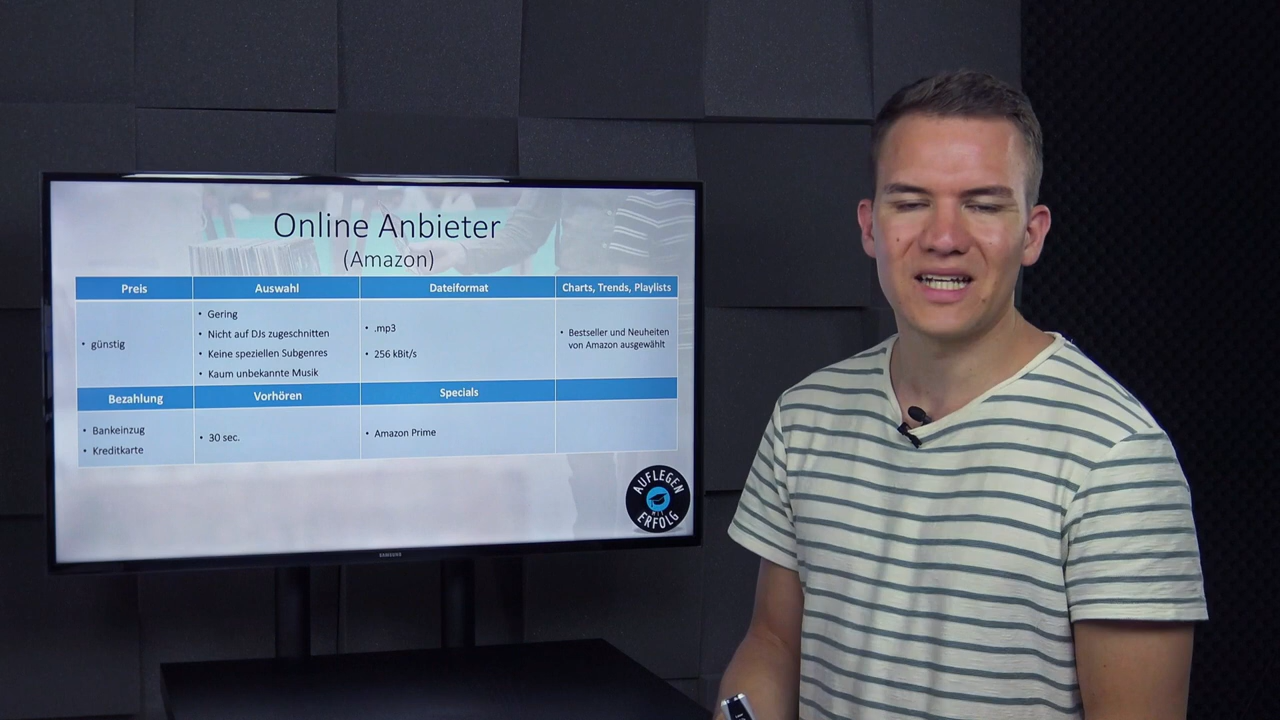 Online Anbieter
(Amazon)
Preis
Auswahl
Dateiformat
Charts, Trends, Playlists
• günstig
• Gering
• Nicht auf DJs zugeschnitten
• Keine speziellen Subgenres
• Kaum unbekannte Musik
• .mp3
• 256 kBit/s
• Bestseller und Neuheiten
von Amazon ausgewählt
Bezahlung
Vorhören
Specials
• Bankeinzug
• Kreditkarte
• 30 sec.
• Amazon Prime
AUFLEGEN
MIT
ERFOLG
SAMSUNG